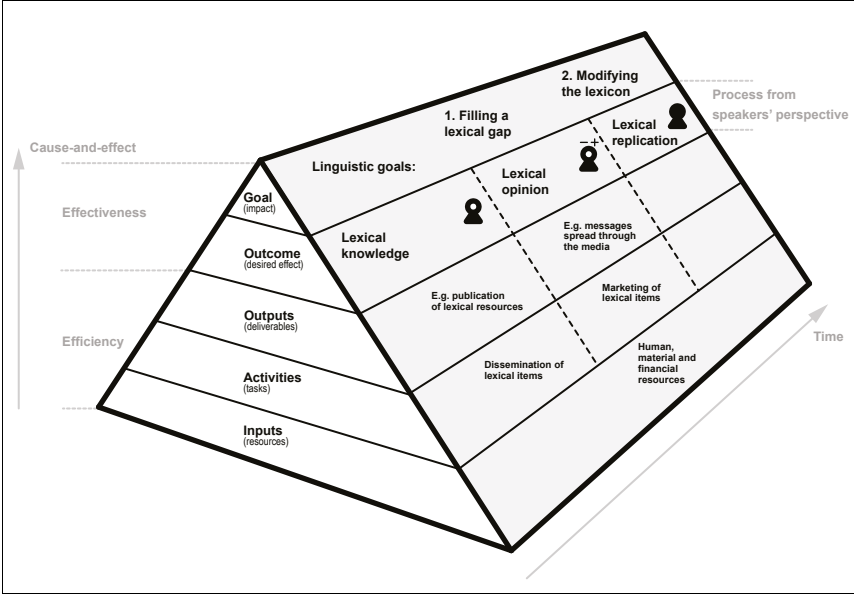 2. Modifying
the lexicon
Process from
speakers' perspective
1. Filling a
lexical gap
Lexical
replication
Cause-and-effect
Linguistic goals:
− +
Lexical
opinion
Goal
(impact)
Effectiveness
Lexical
knowledge
E.g. messages
spread through
the media
Outcome
(desired effect)
Marketing of
lexical items
E.g. publication
of lexical resources
Outputs
(deliverables)
Efficiency
Time
Human,
material and
financial
resources
Dissemination of
lexical items
Activities
(tasks)
Inputs
(resources)